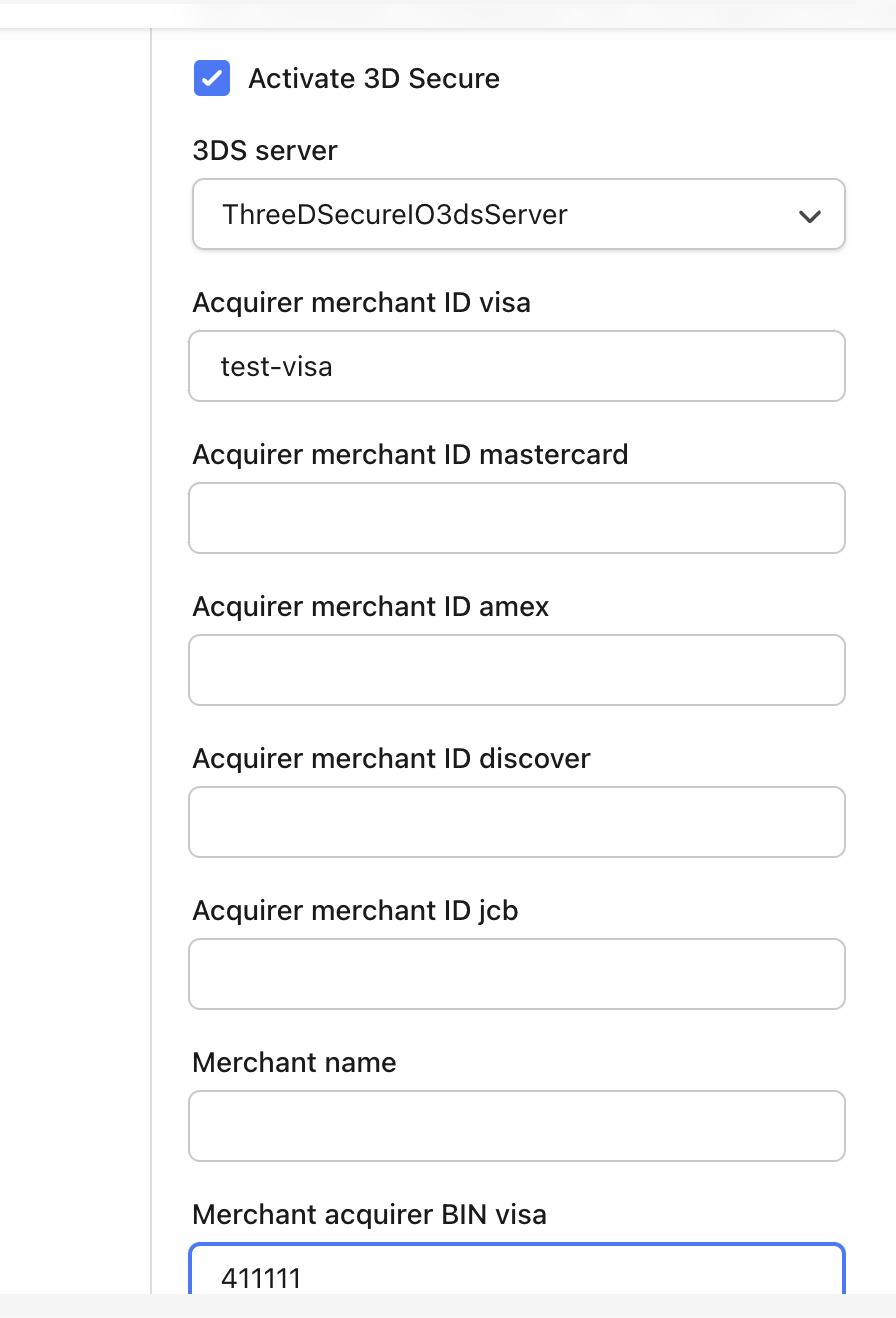 Activate 3D Secure
3DS server
ThreeDSecureIO3dsServer
Acquirer merchant ID visa
test-visa
Acquirer merchant ID mastercard
Acquirer merchant ID amex
Acquirer merchant ID discover
Acquirer merchant ID jcb
Merchant name
Merchant acquirer BIN visa
411111